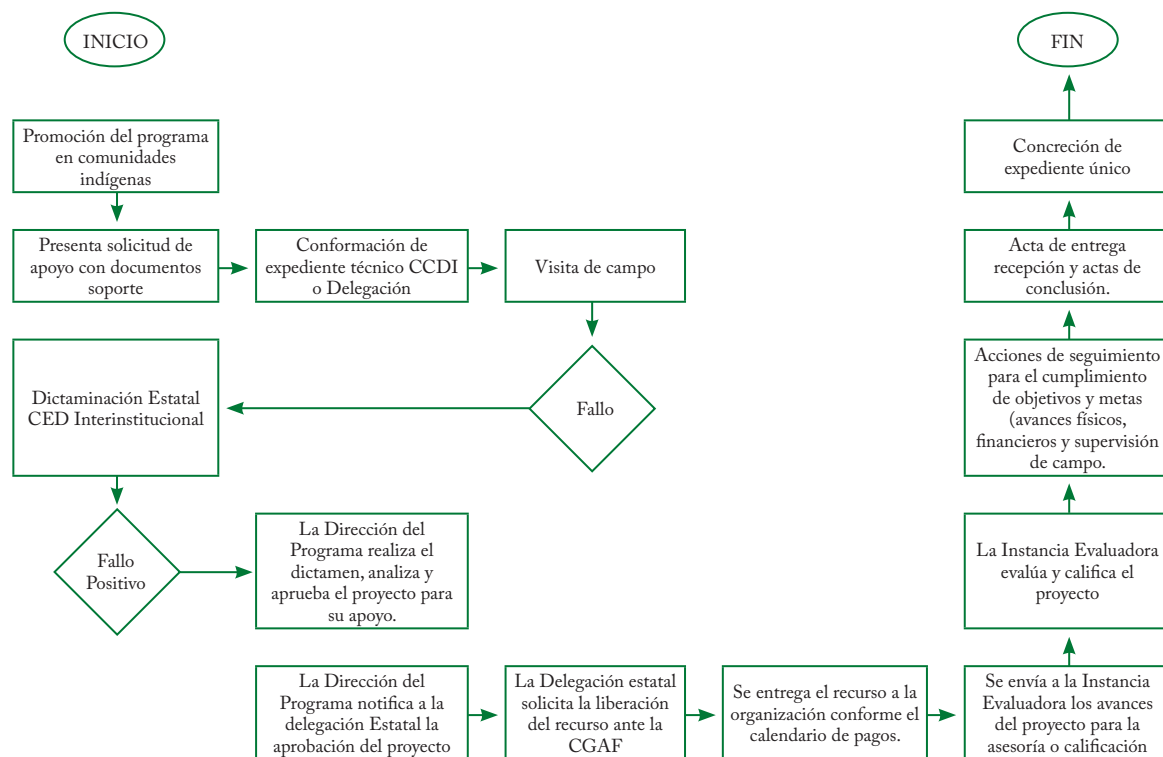 INICIO
Promoción del programa
en comunidades
indígenas
Presenta solicitud de
apoyo con documentos
soporte
Conformación de
expediente técnico CCDI
o Delegación
Visita de campo
Fallo
Dictaminación Estatal
CED Interinstitucional
Fallo
Positivo
La Dirección del
Programa realiza el
dictamen, analiza y
aprueba el proyecto para
su apoyo.
La Dirección del
Programa notifica a la
delegación Estatal la
aprobación del proyecto
La Delegación estatal
solicita la liberación
del recurso ante la
CGAF
Se entrega el recurso a la
organización conforme el
calendario de pagos.
Se envía a la Instancia
Evaluadora los avances
del proyecto para la
asesoría o calificación
La Instancia Evaluadora
evalúa y califica el
proyecto
Acciones de seguimiento
para el cumplimiento
de objetivos y metas
(avances físicos,
financieros y supervisión
de campo.
Acta de entrega
recepción y actas de
conclusión.
Concreción de
expediente único
FIN